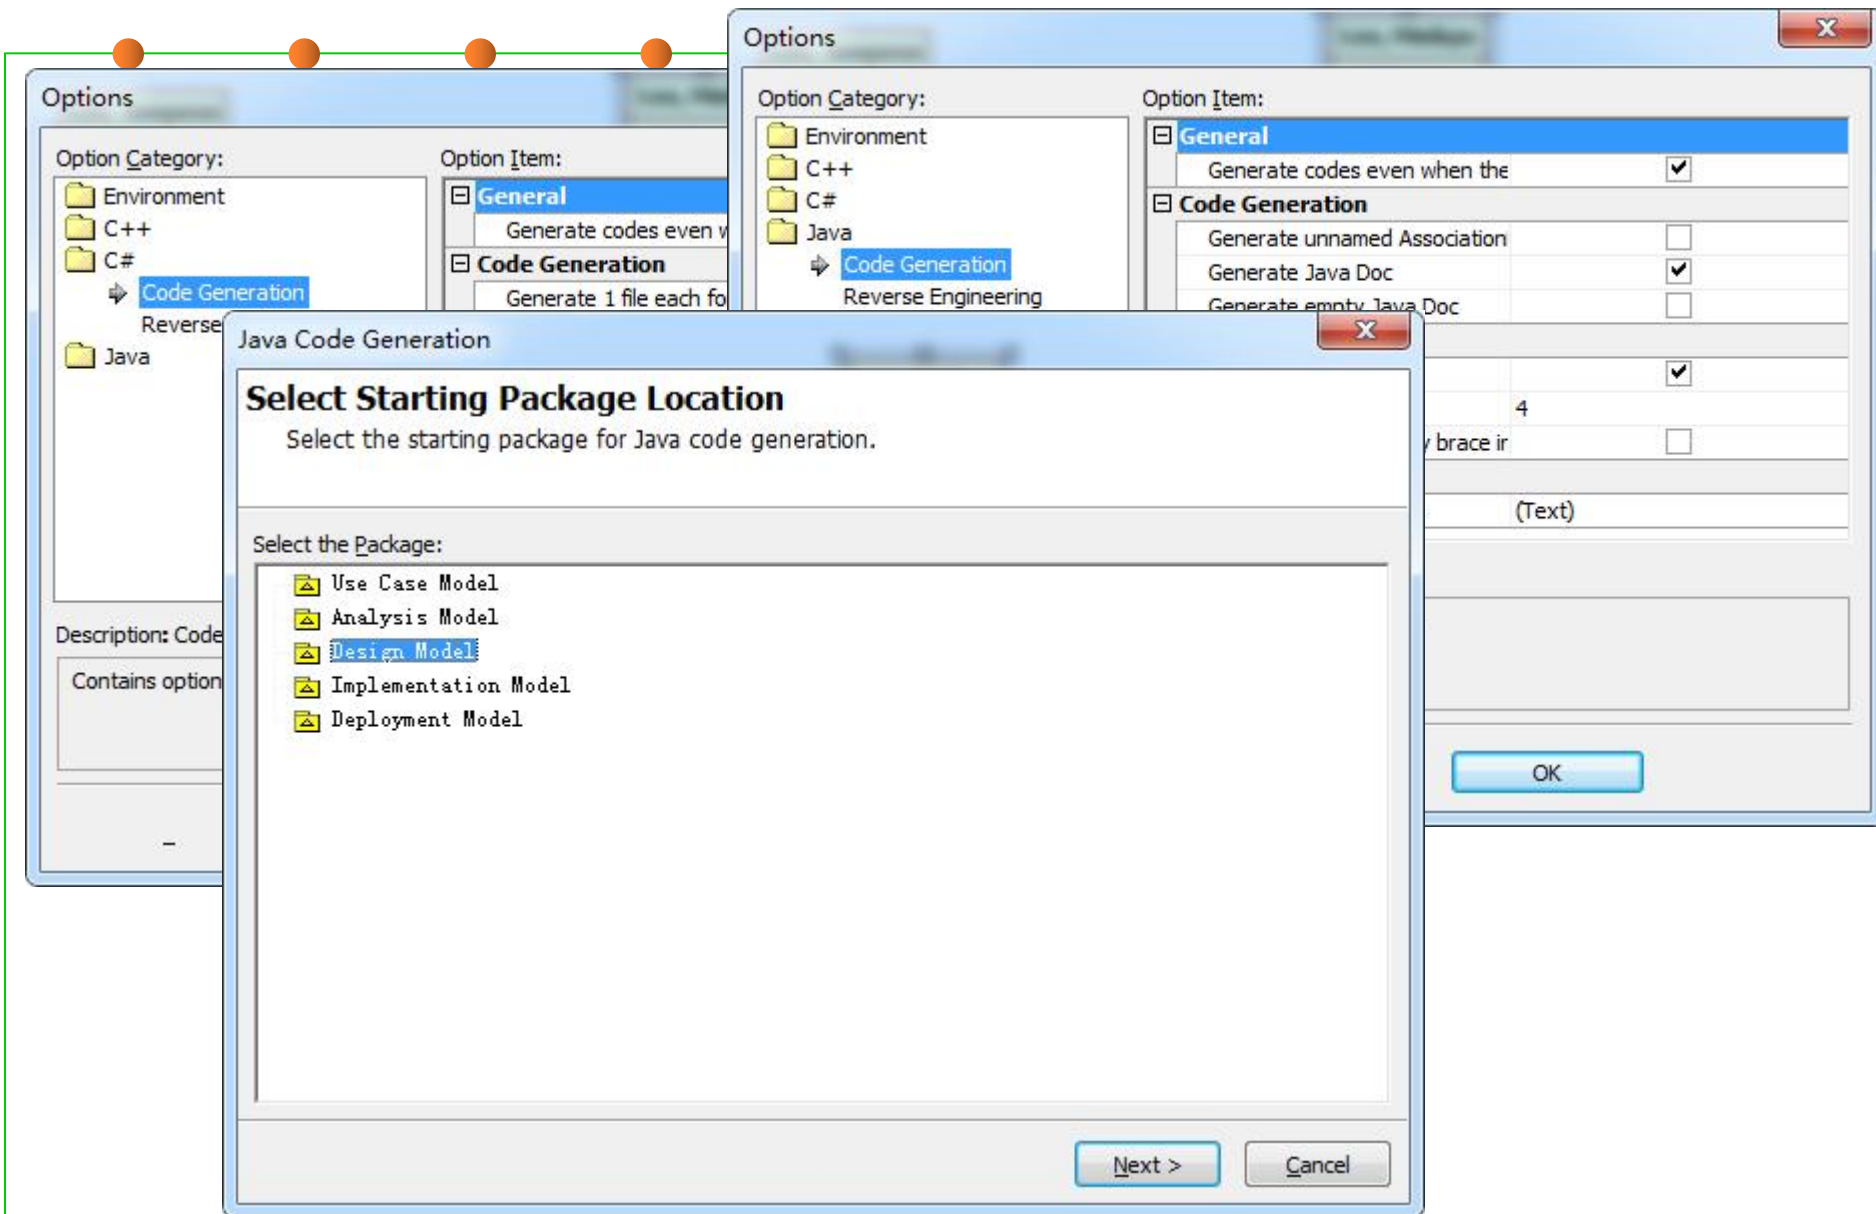 Options
Option Category:
Environment
C++
C#
Code Generation
Reverse
Java
Description: Code
Contains option
Option Item:
General
Generate codes even w
Code Generation
Generate 1 file each fo
Options
Option Category:
Environment
C++
C#
Java
Code Generation
Reverse Engineering
Option Item:
General
Generate codes even when the
Code Generation
Generate unnamed Association
Generate Java Doc
Generate empty Java Doc
4
y brace ir
(Text)
OK
Java Code Generation
Select Starting Package Location
Select the starting package for Java code generation.
Select the Package:
Use Case Model
Analysis Model
Design Model
Implementation Model
Deployment Model
Next >
Cancel